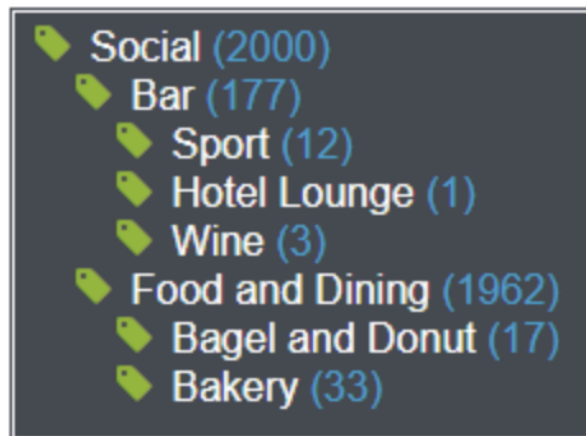 Social (2000)
Bar (177)
Sport (12)
Hotel Lounge (1)
Wine (3)
Food and Dining (1962)
Bagel and Donut (17)
Bakery (33)